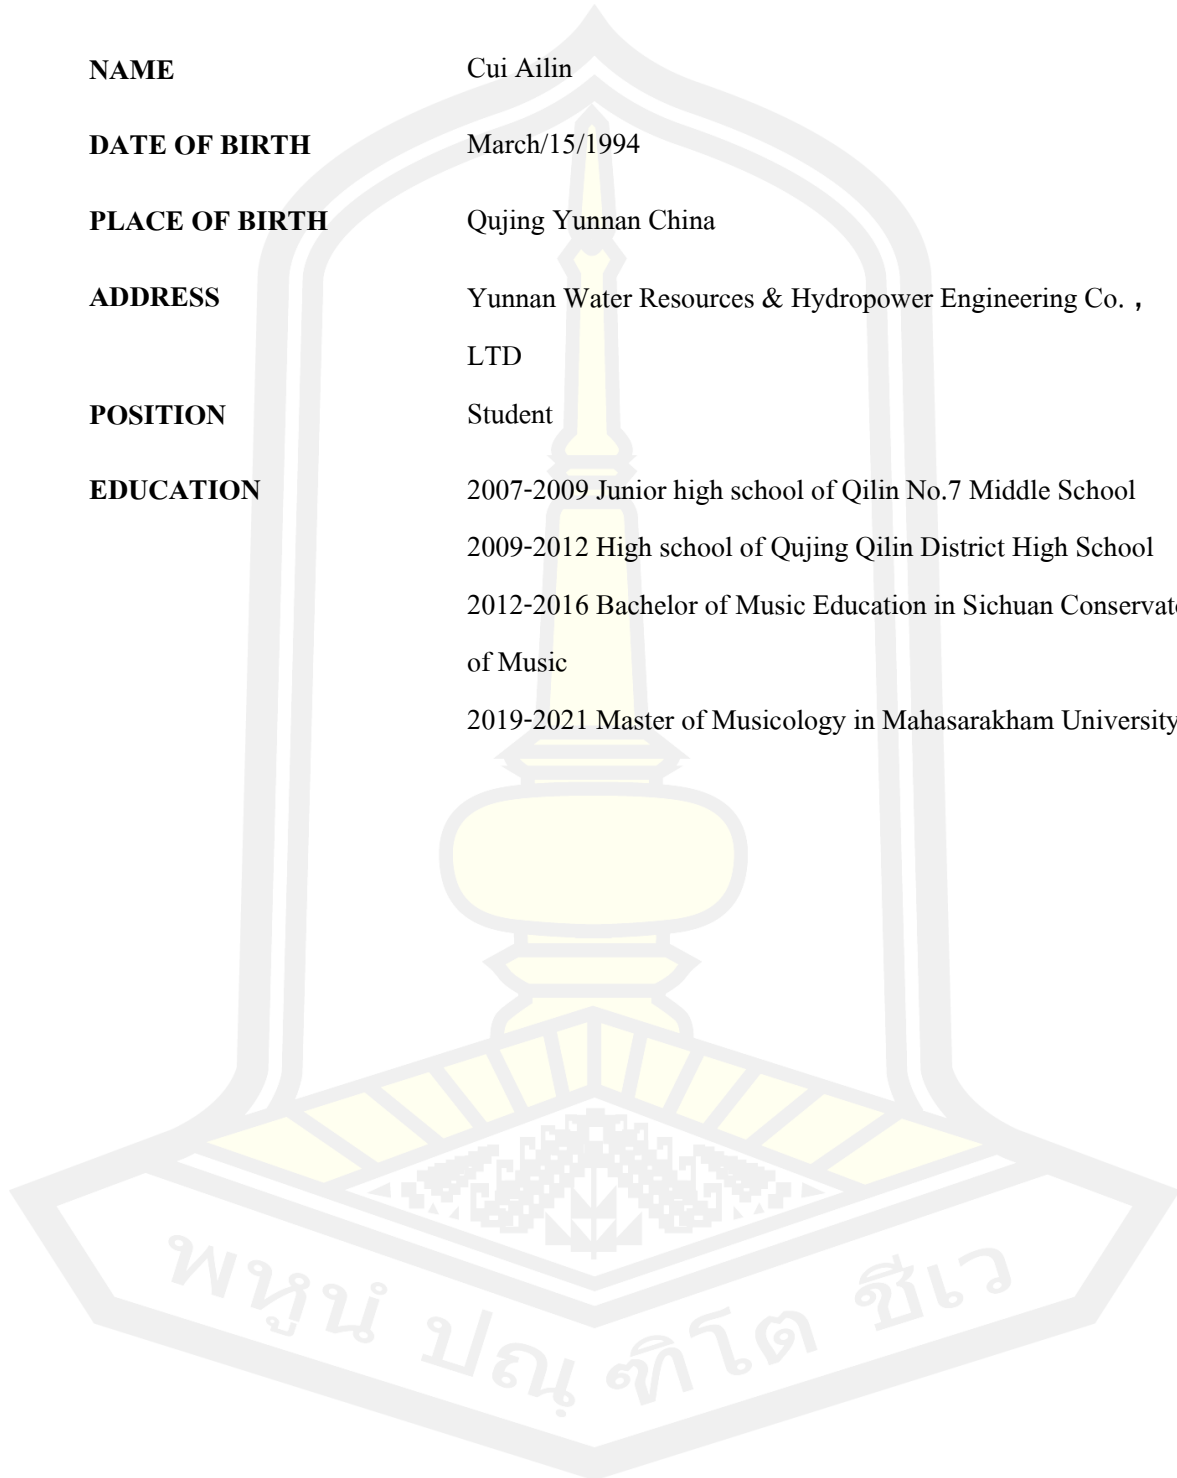 NAME Cui Ailin
DATE OF BIRTH March/15/1994
PLACE OF BIRTH Qujing Yunnan China
ADDRESS Yunnan Water Resources & Hydropower Engineering Co. ，
LTD
POSITION Student
EDUCATION 2007-2009 Junior high school of Qilin No.7 Middle School
2009-2012 High school of Qujing Qilin District High School
2012-2016 Bachelor of Music Education in Sichuan
of Music
2019-2021 Master of Musicology in Mahasarakham University
พหูนํ ปณฺฑิโต ชีเว